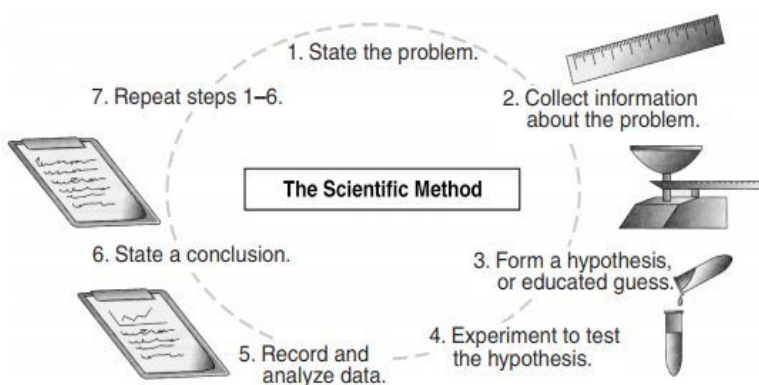 1. State the problem.
2. Collect information
about the problem.
3. Form a hypothesis,
or educated guess.
4. Experiment to test
the hypothesis.
5. Record and
analyze data.
6. State a conclusion.
7. Repeat steps 1–6.
The Scientific Method